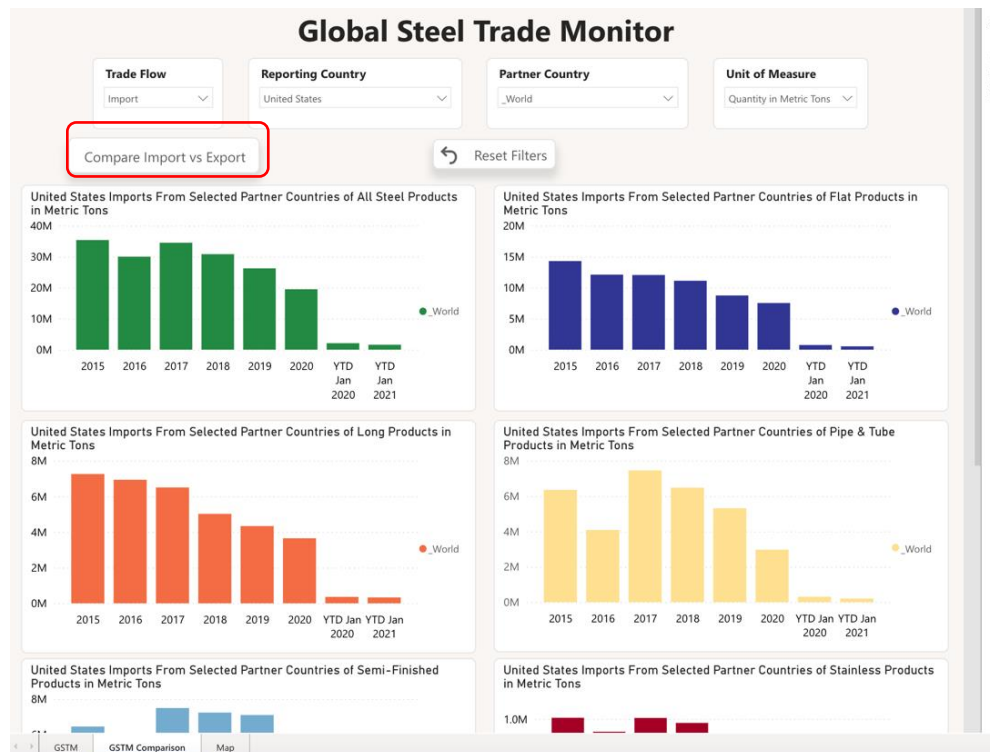 Global Steel Trade Monitor
Trade Flow
Import
Reporting Country
United States
Partner Country
_World
Unit of Measure
Quantity in Metric Tons
Compare Import vs Export
Reset Filters
United States Imports From Selected Partner Countries of All Steel Products
in Metric Tons
40M
30M
20M
10M
0M
2015 2016 2017 2018 2019 2020 YTD Jan 2020 YTD Jan 2021
_World
United States Imports From Selected Partner Countries of Flat Products in
Metric Tons
20M
15M
10M
5M
0M
2015 2016 2017 2018 2019 2020 YTD Jan 2020 YTD Jan 2021
_World
United States Imports From Selected Partner Countries of Long Products in
Metric Tons
8M
6M
4M
2M
0M
2015 2016 2017 2018 2019 2020 YTD Jan 2020 YTD Jan 2021
_World
United States Imports From Selected Partner Countries of Pipe & Tube
Products in Metric Tons
8M
6M
4M
2M
0M
2015 2016 2017 2018 2019 2020 YTD Jan 2020 YTD Jan 2021
_World
United States Imports From Selected Partner Countries of Semi-Finished
Products in Metric Tons
8M
United States Imports From Selected Partner Countries of Stainless Products
in Metric Tons
1.0M
GSTM
GSTM Comparison
Map